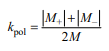 k_pol = |M_+| + |M_-| / 2M